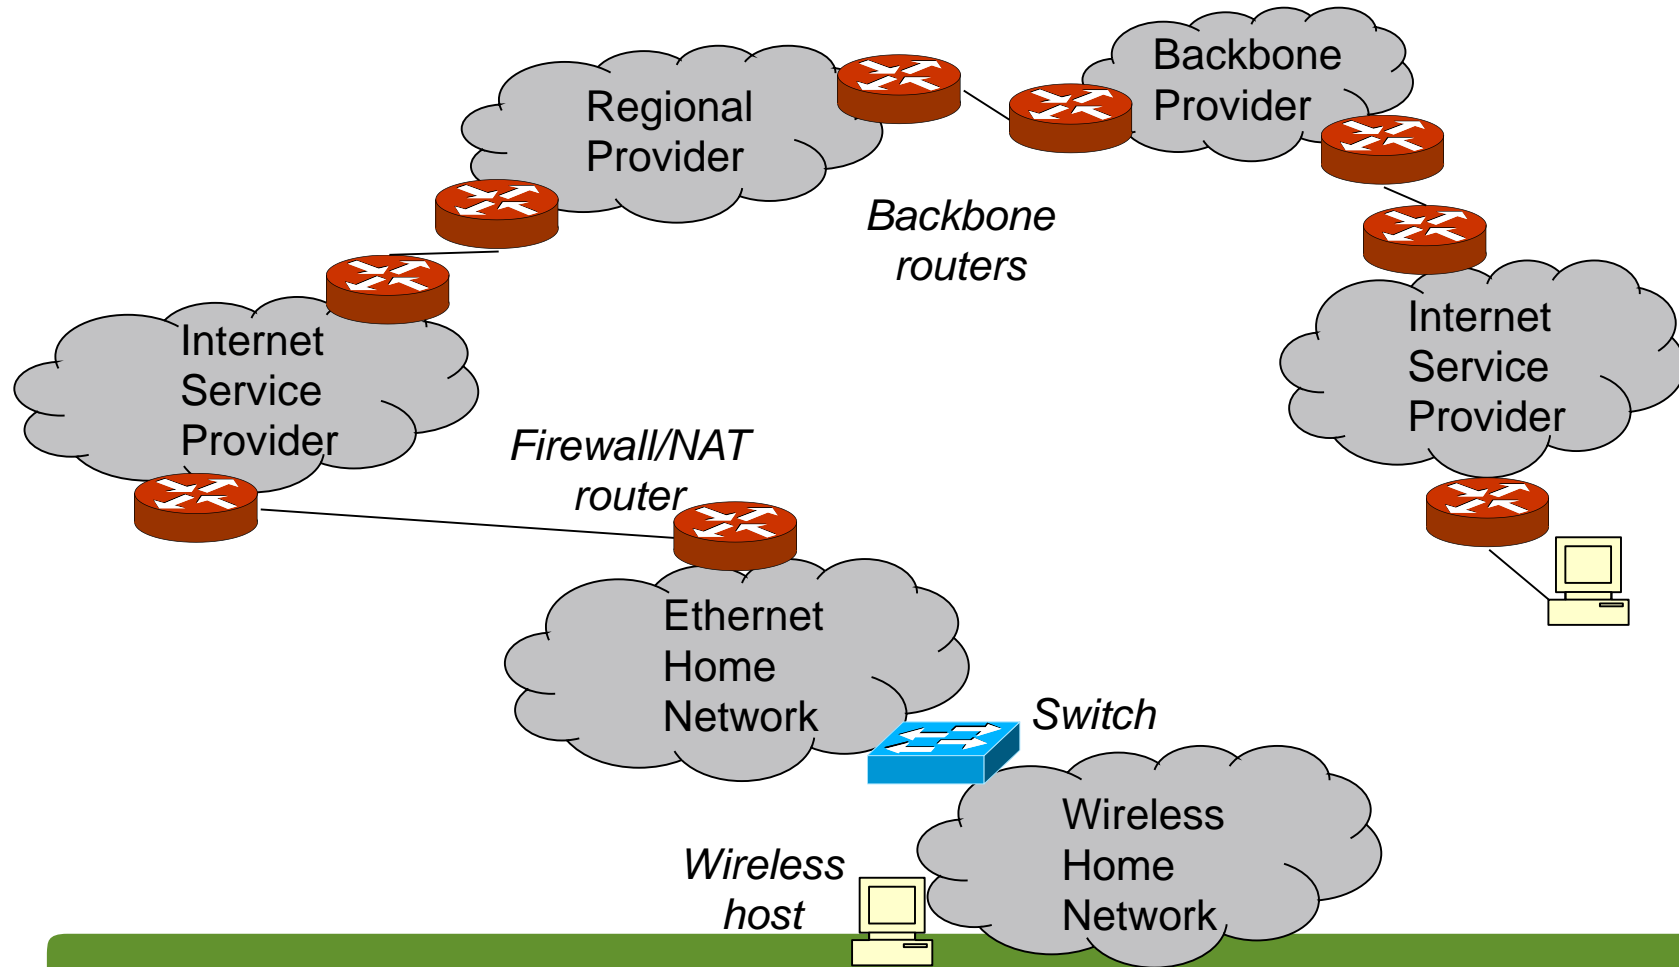 Backbone
Provider
Regional
Provider
Backbone
routers
Internet
Service
Provider
Internet
Service
Provider
Firewall/NAT
router
Ethernet
Home
Network
Switch
Wireless
Home
Network
Wireless
host